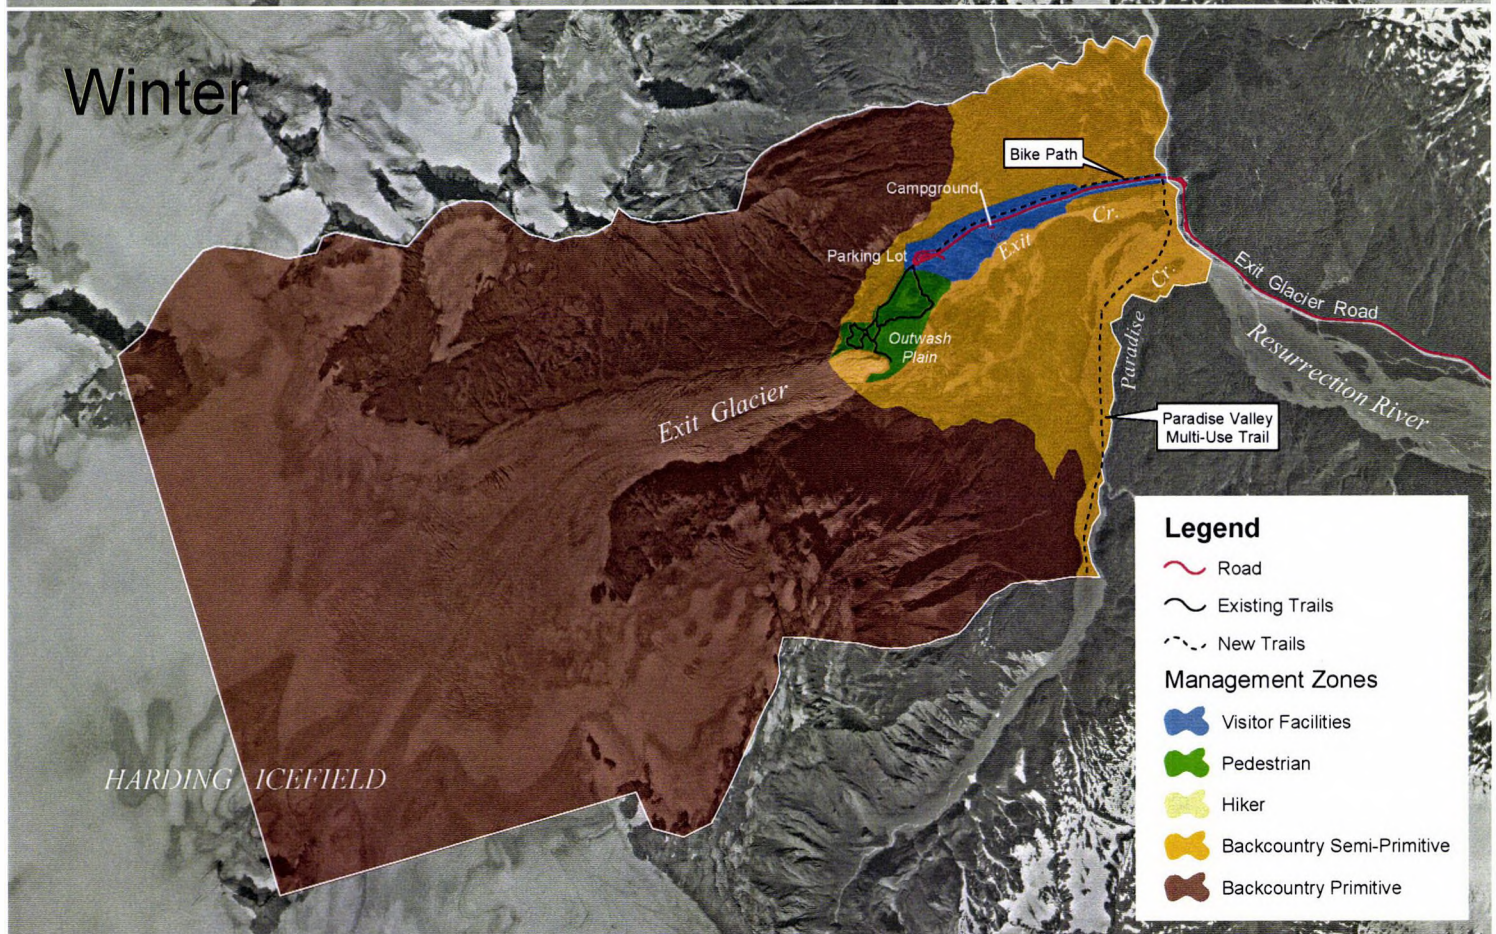 Winter
Bike Path
Campground
Cr.
Exit
Parking Lot
Cr.
Exit Glacier Road
Outwash
Plain
Paradise
Resurrection River
Exit Glacier
Paradise Valley
Multi-Use Trail
HARDING ICEFIELD
Legend
Road
Existing Trails
New Trails
Management Zones
Visitor Facilities
Pedestrian
Hiker
Backcountry Semi-Primitive
Backcountry Primitive